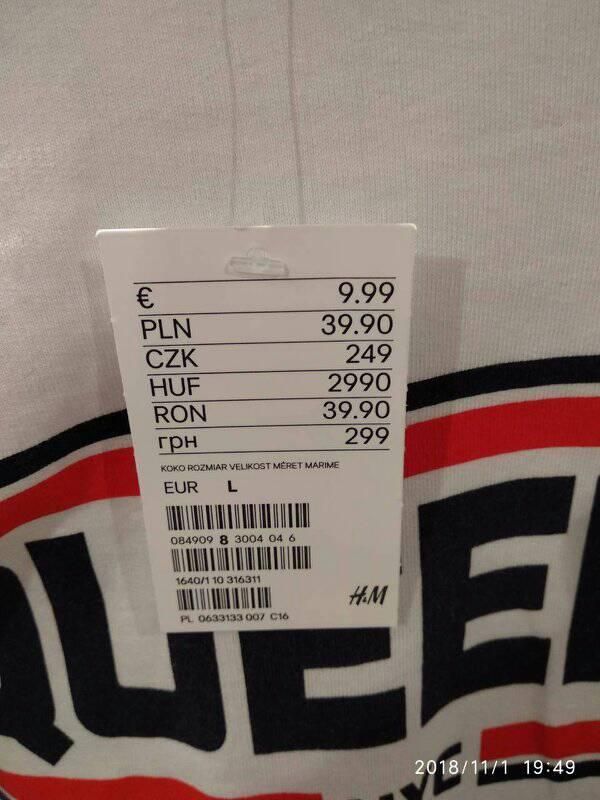 € 9.99
PLN 39.90
CZK 249
HUF 2990
RON 39.90
грн 299
KOKO ROZMIAR VELIKOST MÉRET MARIME
EUR L
084909 8 3004 04 6
1640/1 10 316311
H&M
PL 0633133 007 C16
QUEE
NYC
2018/11/1 19:49